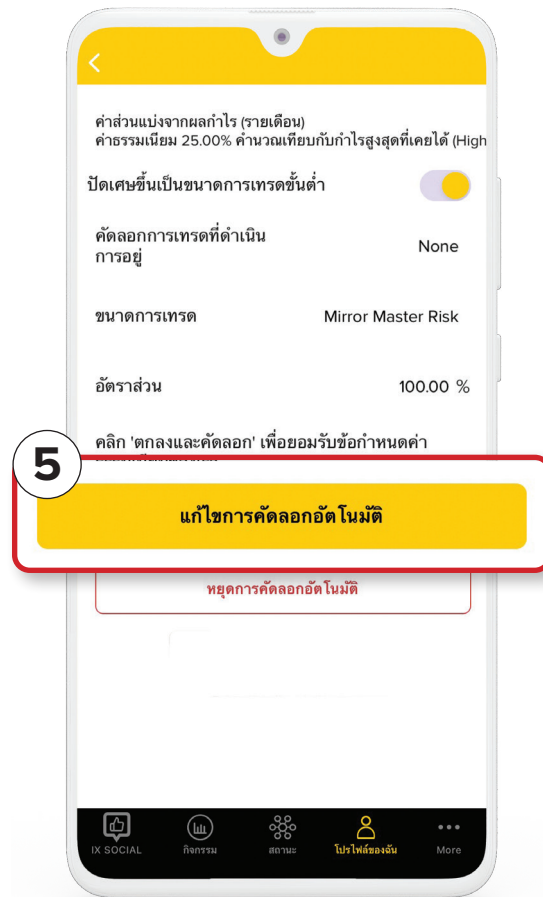 ค่าส่วนแบ่งจากผลกำไร (รายเดือน)
ค่าธรรมเนียม 25.00% คำนวณเทียบกับกำไรสูงสุดที่เคยได้ (High
ปัดเศษขึ้นเป็นขนาดการเทรดขั้นต่ำ
คัดลอกการเทรดที่ดำเนิน
การอยู่
None
ขนาดการเทรด
Mirror Master Risk
อัตราส่วน
100.00 %
คลิก 'ตกลงและคัดลอก' เพื่อยอมรับข้อกำหนดค่า
5
แก้ไขการคัดลอกอัตโนมัติ
หยุดการคัดลอกอัตโนมัติ
IX SOCIAL
กิจกรรม
สถานะ
โปรไฟล์ของฉัน
More